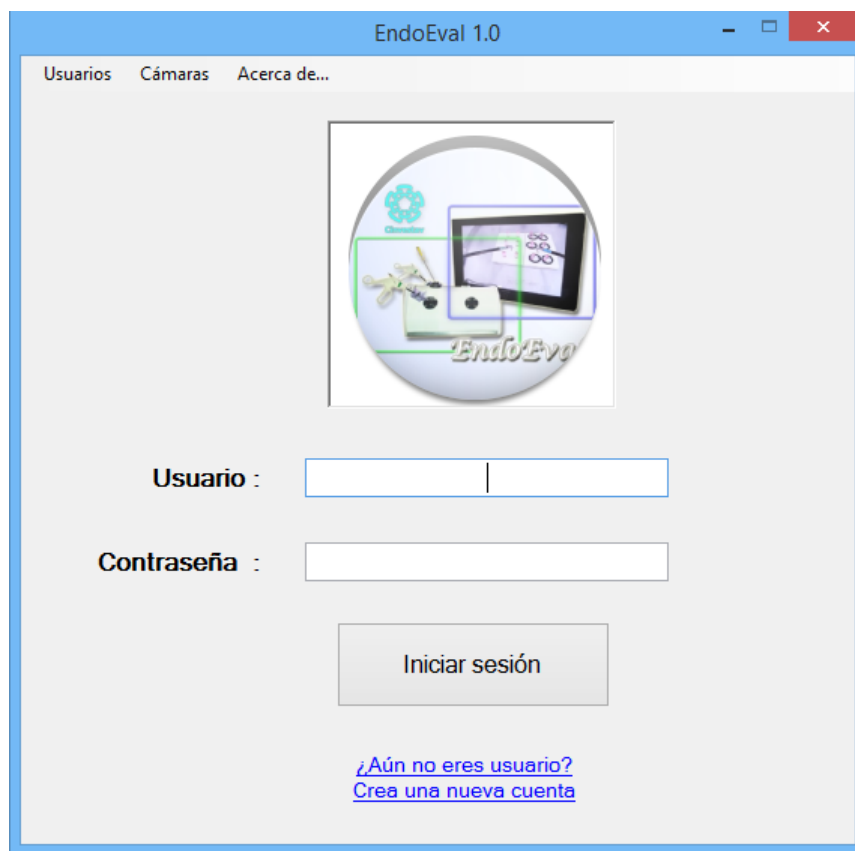 EndoEval 1.0
Usuarios Cámaras Acerca de...
Cinvestav
EndoEva
Usuario :
Contraseña :
Iniciar sesión
¿Aún no eres usuario?
Crea una nueva cuenta